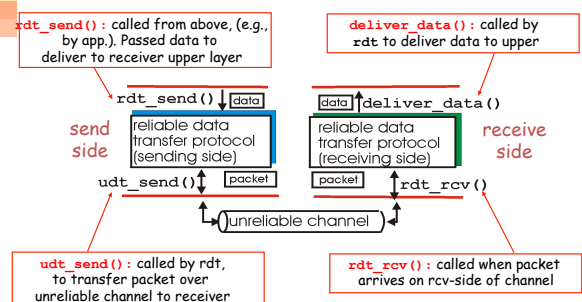 rdt_send(): called from above, (e.g.,
by app.). Passed data to
deliver to receiver upper layer
deliver_data(): called by
rdt to deliver data to upper
rdt_send()
data
data
deliver_data()
send
side
reliable data
transfer protocol
(sending side)
reliable data
transfer protocol
(receiving side)
receive
side
udt_send()
packet
packet
rdt_rcv()
unreliable channel
udt_send(): called by rdt,
to transfer packet over
unreliable channel to receiver
rdt_rcv(): called when packet
arrives on rcv-side of channel